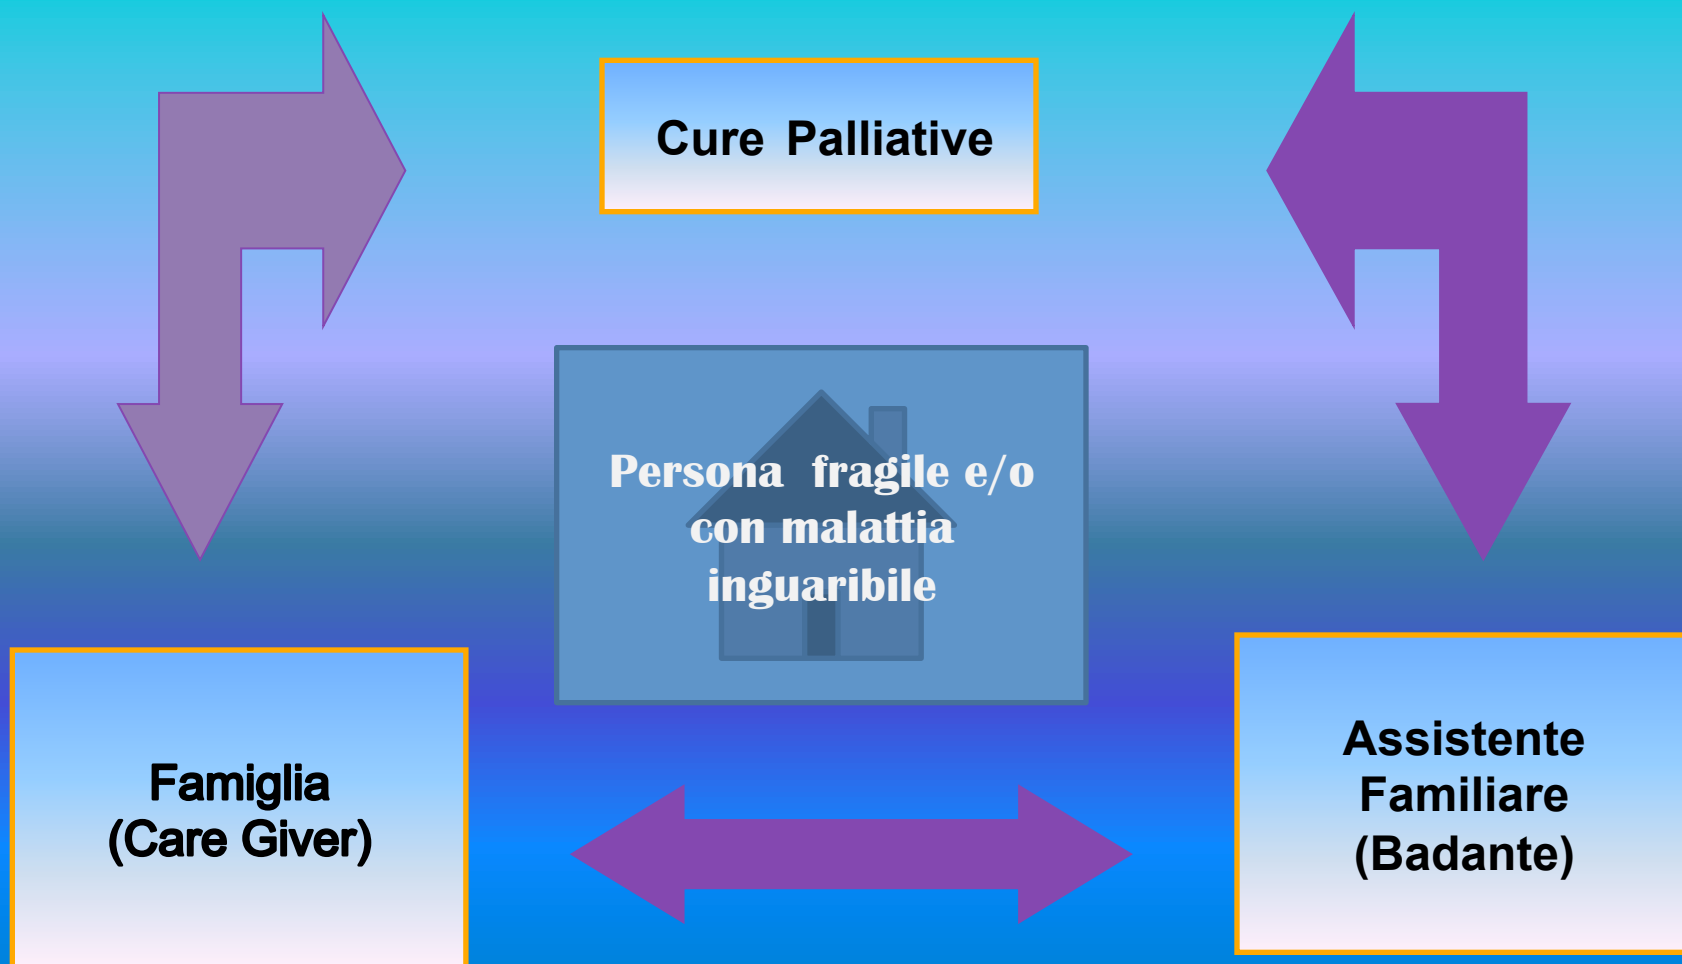 Cure Palliative
Persona fragile e/o
con malattia
inguaribile
Famiglia
(Care Giver)
Assistente
Familiare
(Badante)